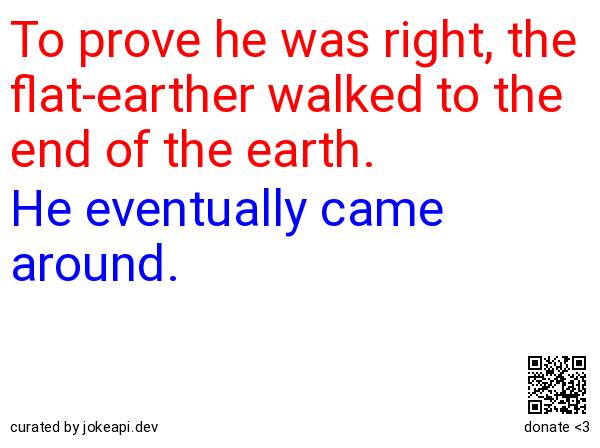 To prove he was right, the
flat-earther walked to the
end of the earth.
He eventually came
around.
curated by jokeapi.dev
donate <3